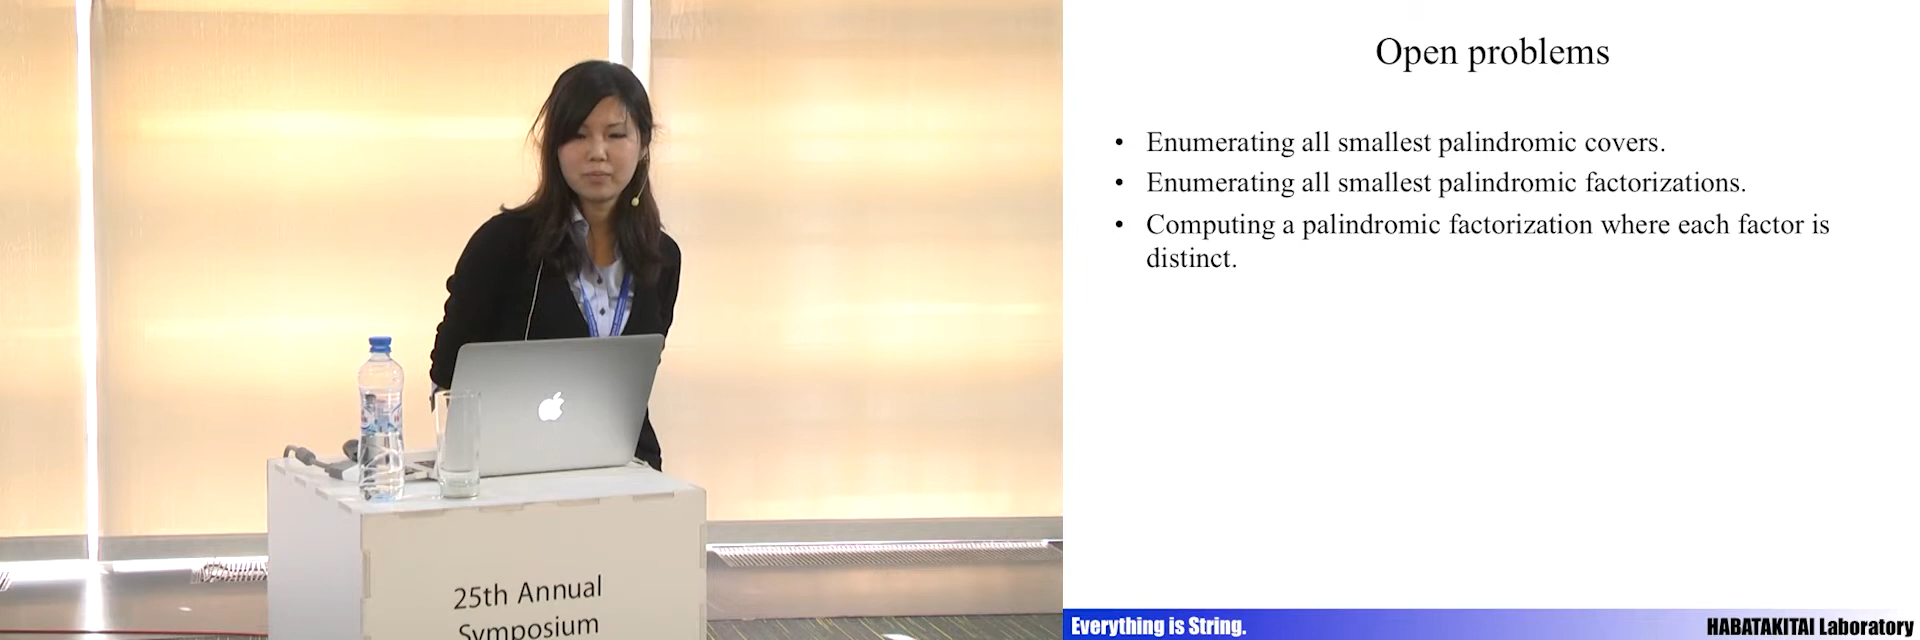 25th Annual
Symposium
Open problems
• Enumerating all smallest palindromic covers.
• Enumerating all smallest palindromic factorizations.
• Computing a palindromic factorization where each factor is
distinct.
Everything is String.
HABATAKITAI Laboratory